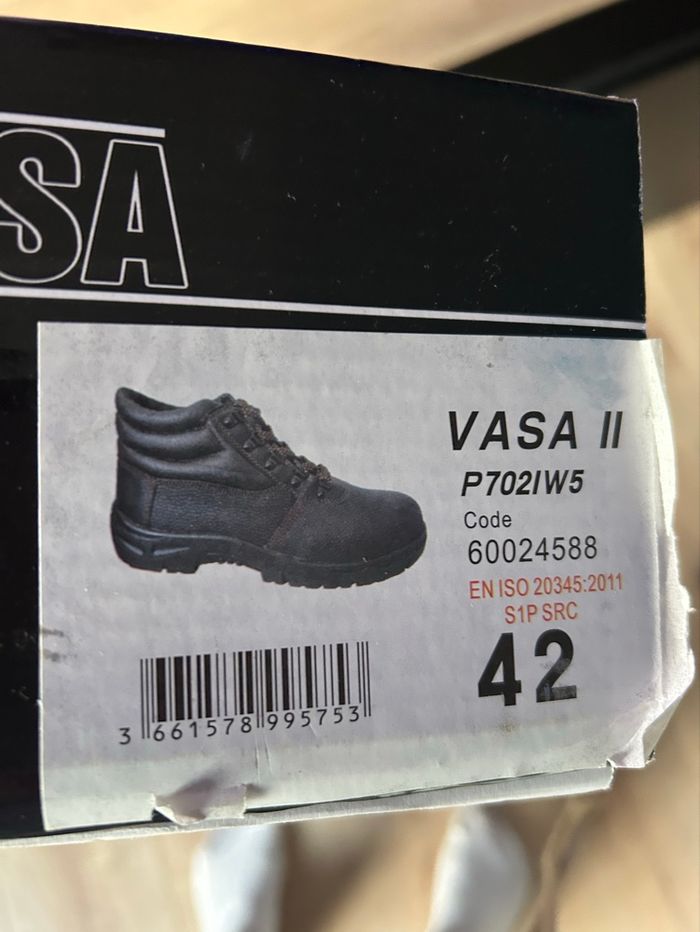 SA
VASA II
P702IW5
Code
60024588
EN ISO 20345:2011
S1P SRC
42
3 661578 995753